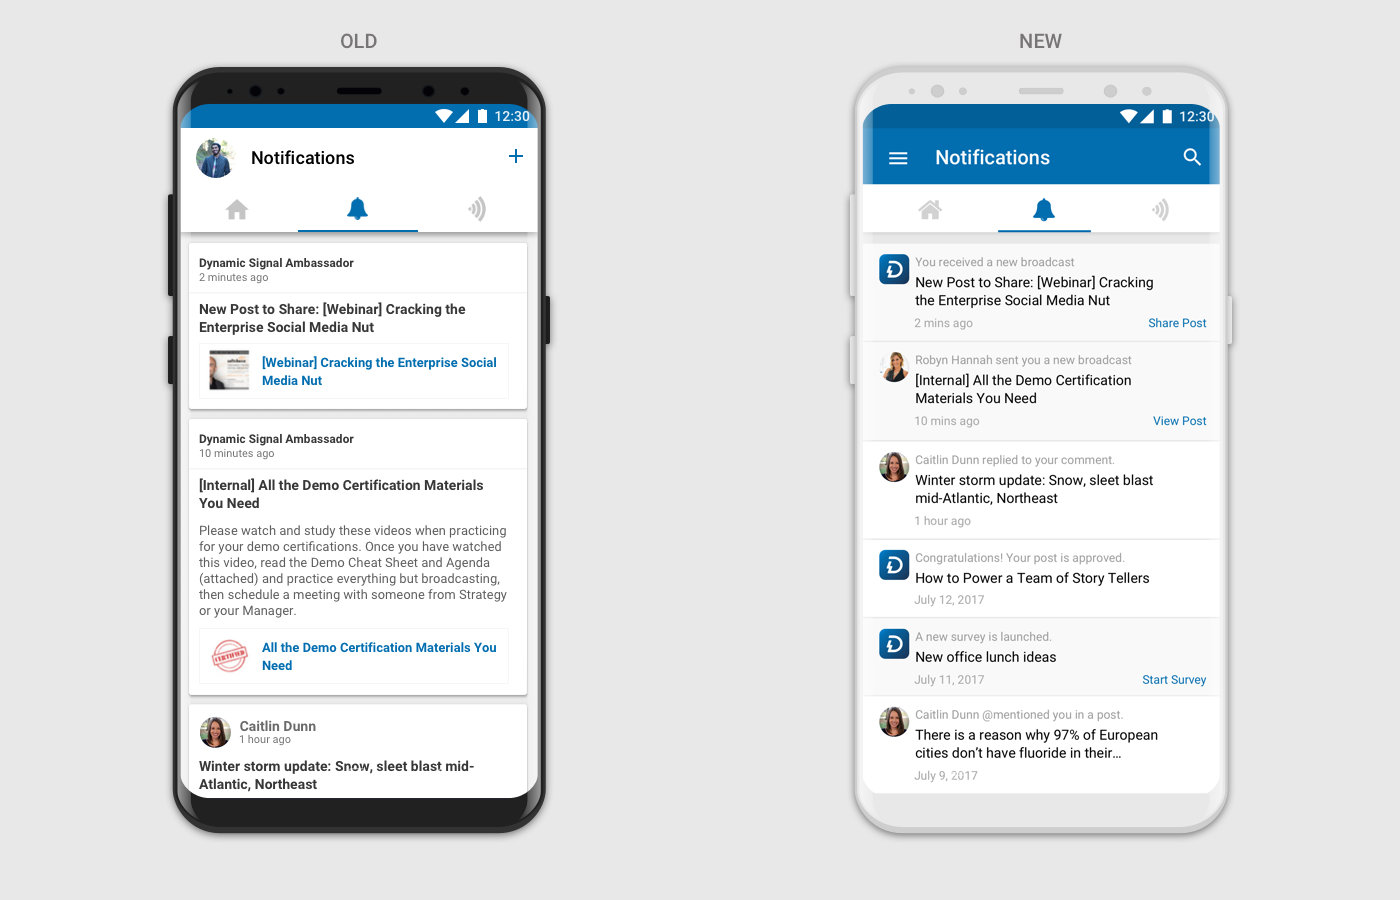 OLD
12:30
Notifications
Dynamic Signal Ambassador
2 minutes ago
New Post to Share: [Webinar] Cracking the
Enterprise Social Media Nut
[Webinar] Cracking the Enterprise Social
Media Nut
Dynamic Signal Ambassador
10 minutes ago
[Internal] All the Demo Certification Materials
You Need
Please watch and study these videos when practicing
for your demo certifications. Once you have watched
this video, read the Demo Cheat Sheet and Agenda
(attached) and practice everything but broadcasting,
then schedule a meeting with someone from Strategy
or your Manager.
CERTIFIED
All the Demo Certification Materials You
Need
Caitlin Dunn
1 hour ago
Winter storm update: Snow, sleet blast mid-
Atlantic, Northeast
NEW
12:30
Notifications
You received a new broadcast
New Post to Share: [Webinar] Cracking
the Enterprise Social Media Nut
2 mins ago
Share Post
Robyn Hannah sent you a new broadcast
[Internal] All the Demo Certification
Materials You Need
10 mins ago
View Post
Caitlin Dunn replied to your comment.
Winter storm update: Snow, sleet blast
mid-Atlantic, Northeast
1 hour ago
Congratulations! Your post is approved.
How to Power a Team of Story Tellers
July 12, 2017
A new survey is launched.
New office lunch ideas
July 11, 2017
Start Survey
Caitlin Dunn @mentioned you in a post.
There is a reason why 97% of European
cities don’t have fluoride in their...
July 9, 2017